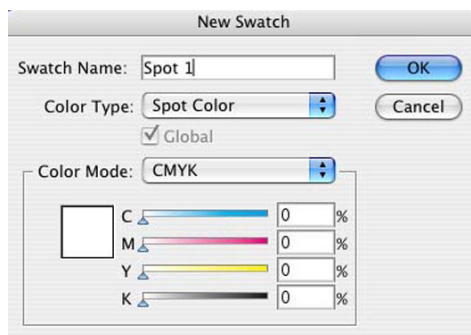 New Swatch
Swatch Name: Spot 1 OK
Color Type: Spot Color Cancel
Global
Color Mode: CMYK
C 0 %
M 0 %
Y 0 %
K 0 %